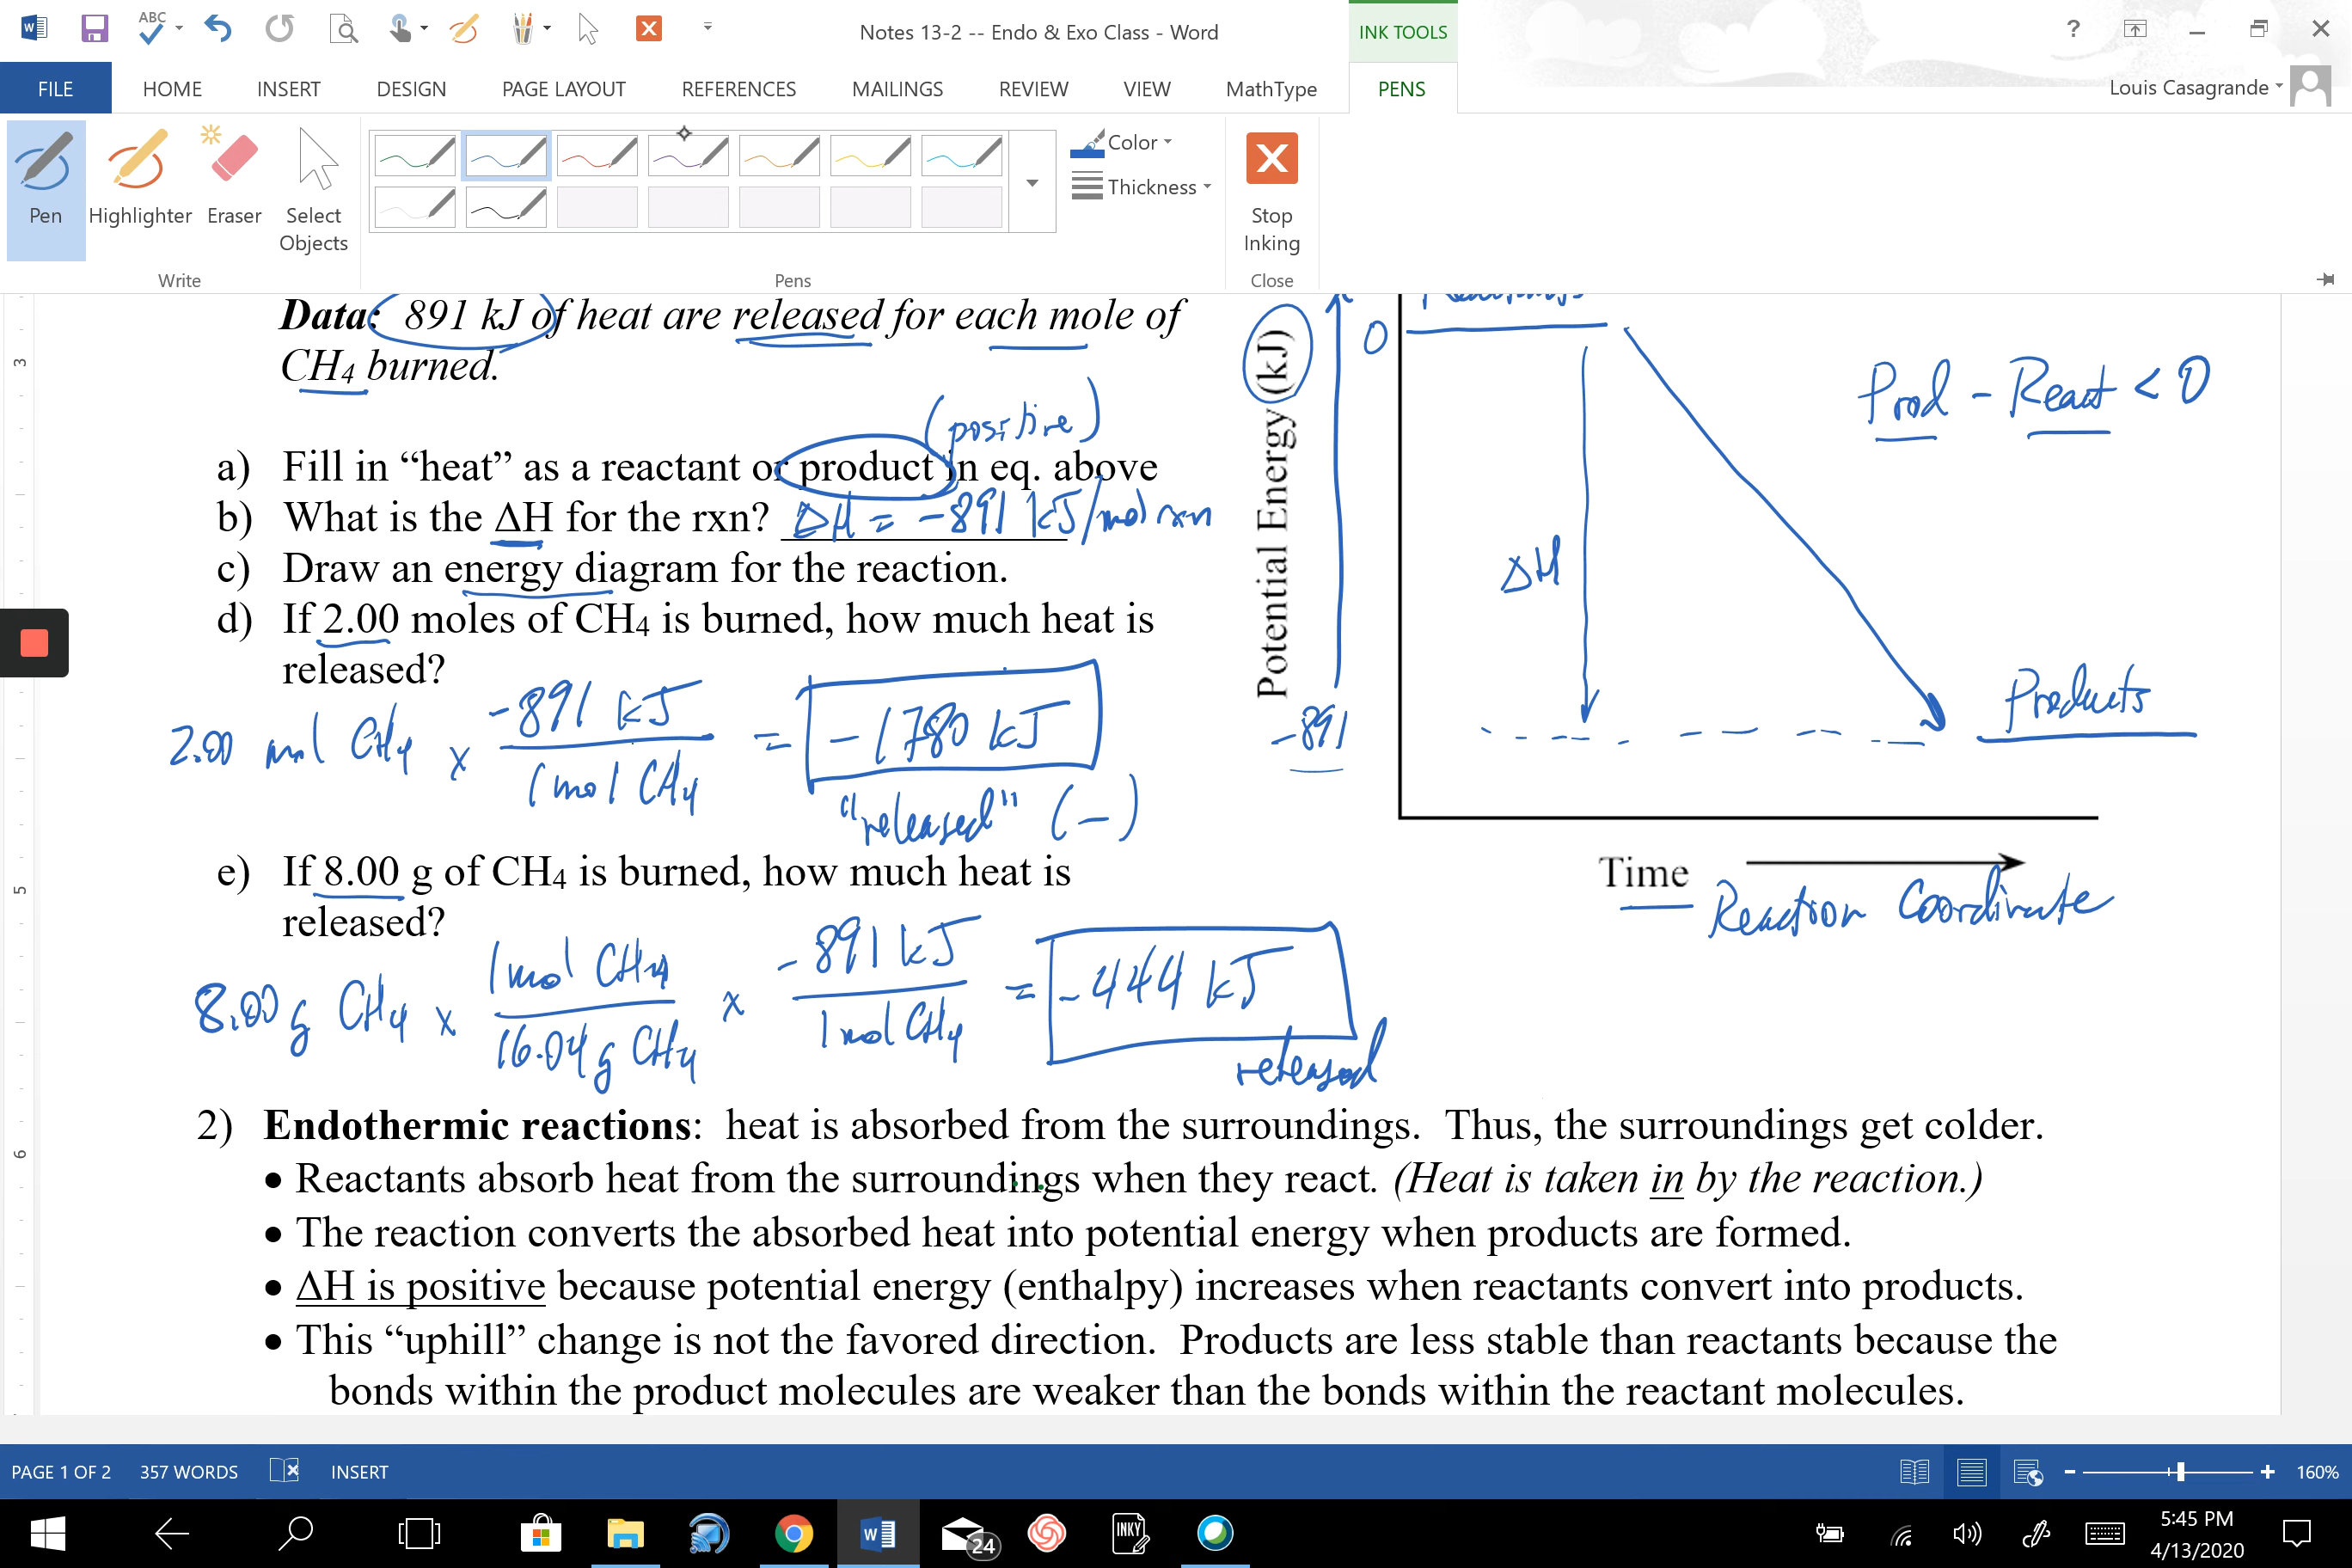 ABC
Notes 13-2 -- Endo & Exo Class - Word
INK TOOLS
?
FILE
HOME
INSERT
DESIGN
PAGE LAYOUT
REFERENCES
MAILINGS
REVIEW
VIEW
MathType
PENS
Louis Casagrande
Pen
Highlighter
Eraser
Select Objects
Color
Thickness
Stop Inking
Write
Pens
Close
Data: 891 kJ of heat are released for each mole of
CH4 burned.
(positive)
a) Fill in “heat” as a reactant or product in eq. above
b) What is the ΔH for the rxn? ΔH = -891 kJ/mol rxn
c) Draw an energy diagram for the reaction.
d) If 2.00 moles of CH4 is burned, how much heat is
released?
2.00 mol CH4 x -891 kJ / 1 mol CH4 = -1780 kJ
"released" (-)
e) If 8.00 g of CH4 is burned, how much heat is
released?
8.00 g CH4 x 1 mol CH4 / 16.04 g CH4 x -891 kJ / 1 mol CH4 = -444 kJ
released
Potential Energy (kJ)
0
Prod - React < 0
ΔH
-891
Products
Time
Reaction Coordinate
2) Endothermic reactions: heat is absorbed from the surroundings. Thus, the surroundings get colder.
• Reactants absorb heat from the surroundings when they react. (Heat is taken in by the reaction.)
• The reaction converts the absorbed heat into potential energy when products are formed.
• ΔH is positive because potential energy (enthalpy) increases when reactants convert into products.
• This “uphill” change is not the favored direction. Products are less stable than reactants because the
bonds within the product molecules are weaker than the bonds within the reactant molecules.
3
5
6
PAGE 1 OF 2
357 WORDS
INSERT
160%
24
INKY
5:45 PM
4/13/2020